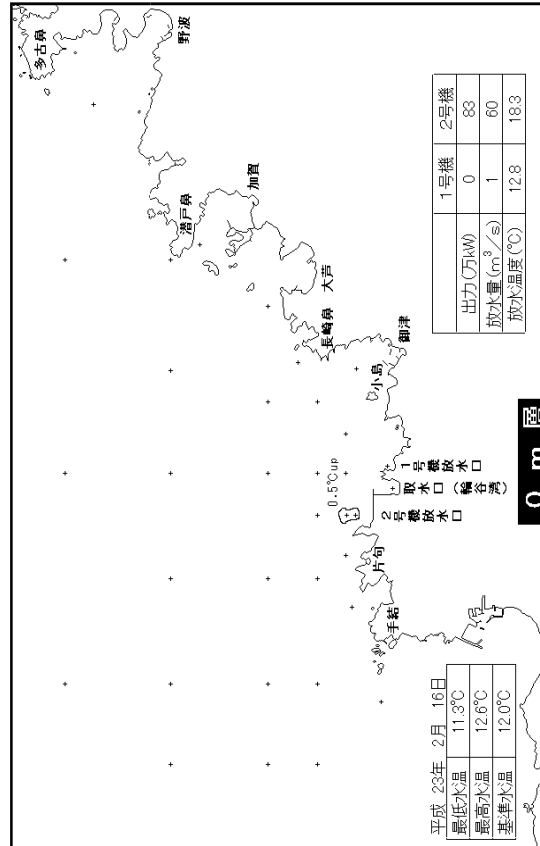 多古鼻
野波
潜戸鼻
加賀
大芦
長崎鼻
御津
小島
0.5℃up
1号機放水口
取水口(輪谷湾)
2号機放水口
片句
手結
1号機 2号機
出力(万kW) 0 83
放水量(m³/s) 1 60
放水温度(℃) 12.8 18.3
0m層
平成 23年 2月 16日
最低水温 11.3℃
最高水温 12.6℃
基準水温 12.0℃